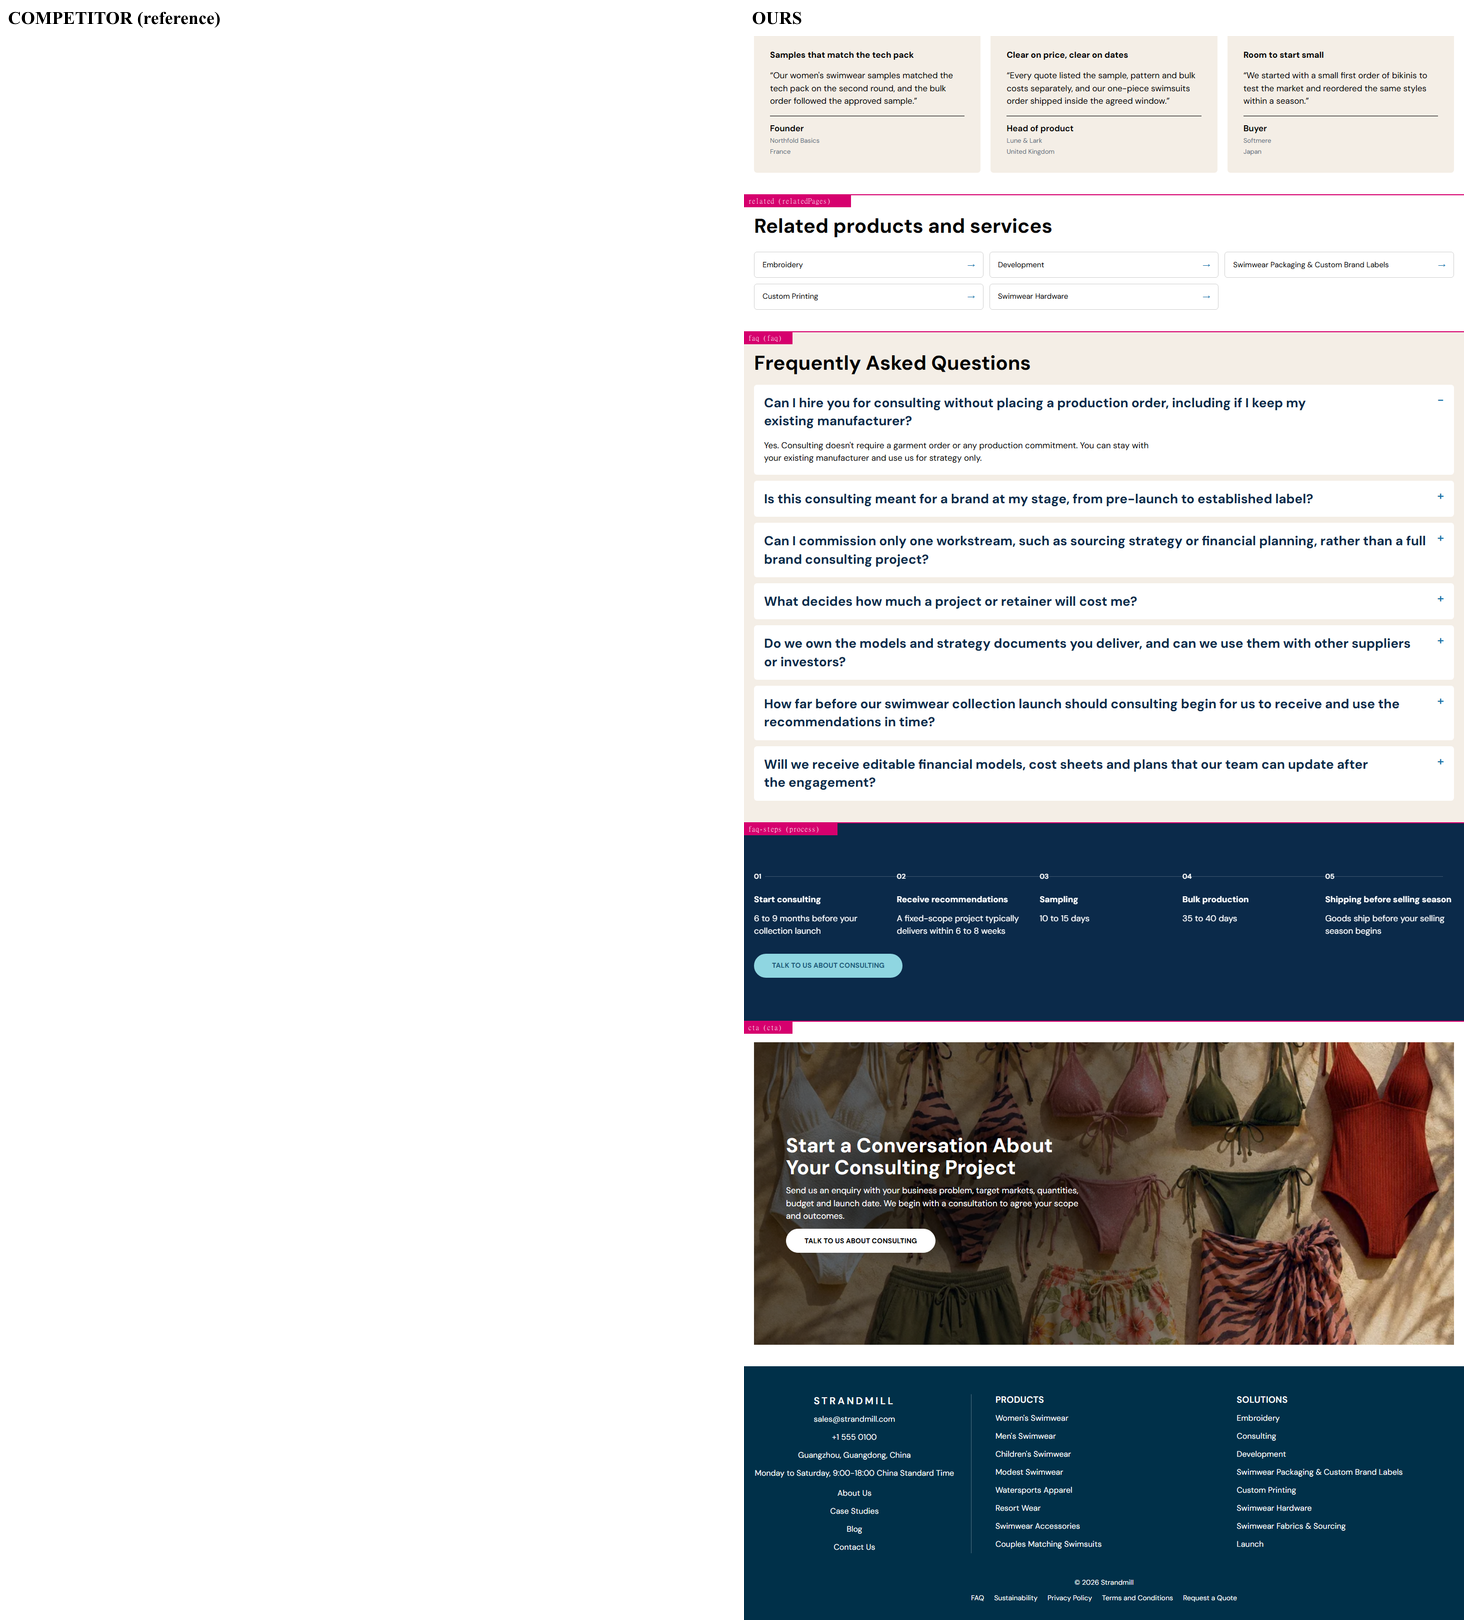 COMPETITOR (reference)
OURS
Samples that match the tech pack
“Our women's swimwear samples matched the
tech pack on the second round, and the bulk
order followed the approved sample.”
Founder
Northfold Basics
France
Clear on price, clear on dates
“Every quote listed the sample, pattern and bulk
costs separately, and our one-piece swimsuits
order shipped inside the agreed window.”
Head of product
Lune & Lark
United Kingdom
Room to start small
“We started with a small first order of bikinis to
test the market and reordered the same styles
within a season.”
Buyer
Softmere
Japan
related (relatedPages)
Related products and services
Embroidery →
Development →
Swimwear Packaging & Custom Brand Labels →
Custom Printing →
Swimwear Hardware →
faq (faq)
Frequently Asked Questions
Can I hire you for consulting without placing a production order, including if I keep my
existing manufacturer?
−
Yes. Consulting doesn't require a garment order or any production commitment. You can stay with
your existing manufacturer and use us for strategy only.
Is this consulting meant for a brand at my stage, from pre-launch to established label? +
Can I commission only one workstream, such as sourcing strategy or financial planning, rather than a full +
brand consulting project?
What decides how much a project or retainer will cost me? +
Do we own the models and strategy documents you deliver, and can we use them with other suppliers +
or investors?
How far before our swimwear collection launch should consulting begin for us to receive and use the +
recommendations in time?
Will we receive editable financial models, cost sheets and plans that our team can update after +
the engagement?
faq-steps (process)
01
Start consulting
6 to 9 months before your
collection launch
02
Receive recommendations
A fixed-scope project typically
delivers within 6 to 8 weeks
03
Sampling
10 to 15 days
04
Bulk production
35 to 40 days
05
Shipping before selling season
Goods ship before your selling
season begins
TALK TO US ABOUT CONSULTING
cta (cta)
Start a Conversation About
Your Consulting Project
Send us an enquiry with your business problem, target markets, quantities,
budget and launch date. We begin with a consultation to agree your scope
and outcomes.
TALK TO US ABOUT CONSULTING
STRANDMILL
sales@strandmill.com
+1 555 0100
Guangzhou, Guangdong, China
Monday to Saturday, 9:00-18:00 China Standard Time
About Us
Case Studies
Blog
Contact Us
PRODUCTS
Women's Swimwear
Men's Swimwear
Children's Swimwear
Modest Swimwear
Watersports Apparel
Resort Wear
Swimwear Accessories
Couples Matching Swimsuits
SOLUTIONS
Embroidery
Consulting
Development
Swimwear Packaging & Custom Brand Labels
Custom Printing
Swimwear Hardware
Swimwear Fabrics & Sourcing
Launch
© 2026 Strandmill
FAQ Sustainability Privacy Policy Terms and Conditions Request a Quote